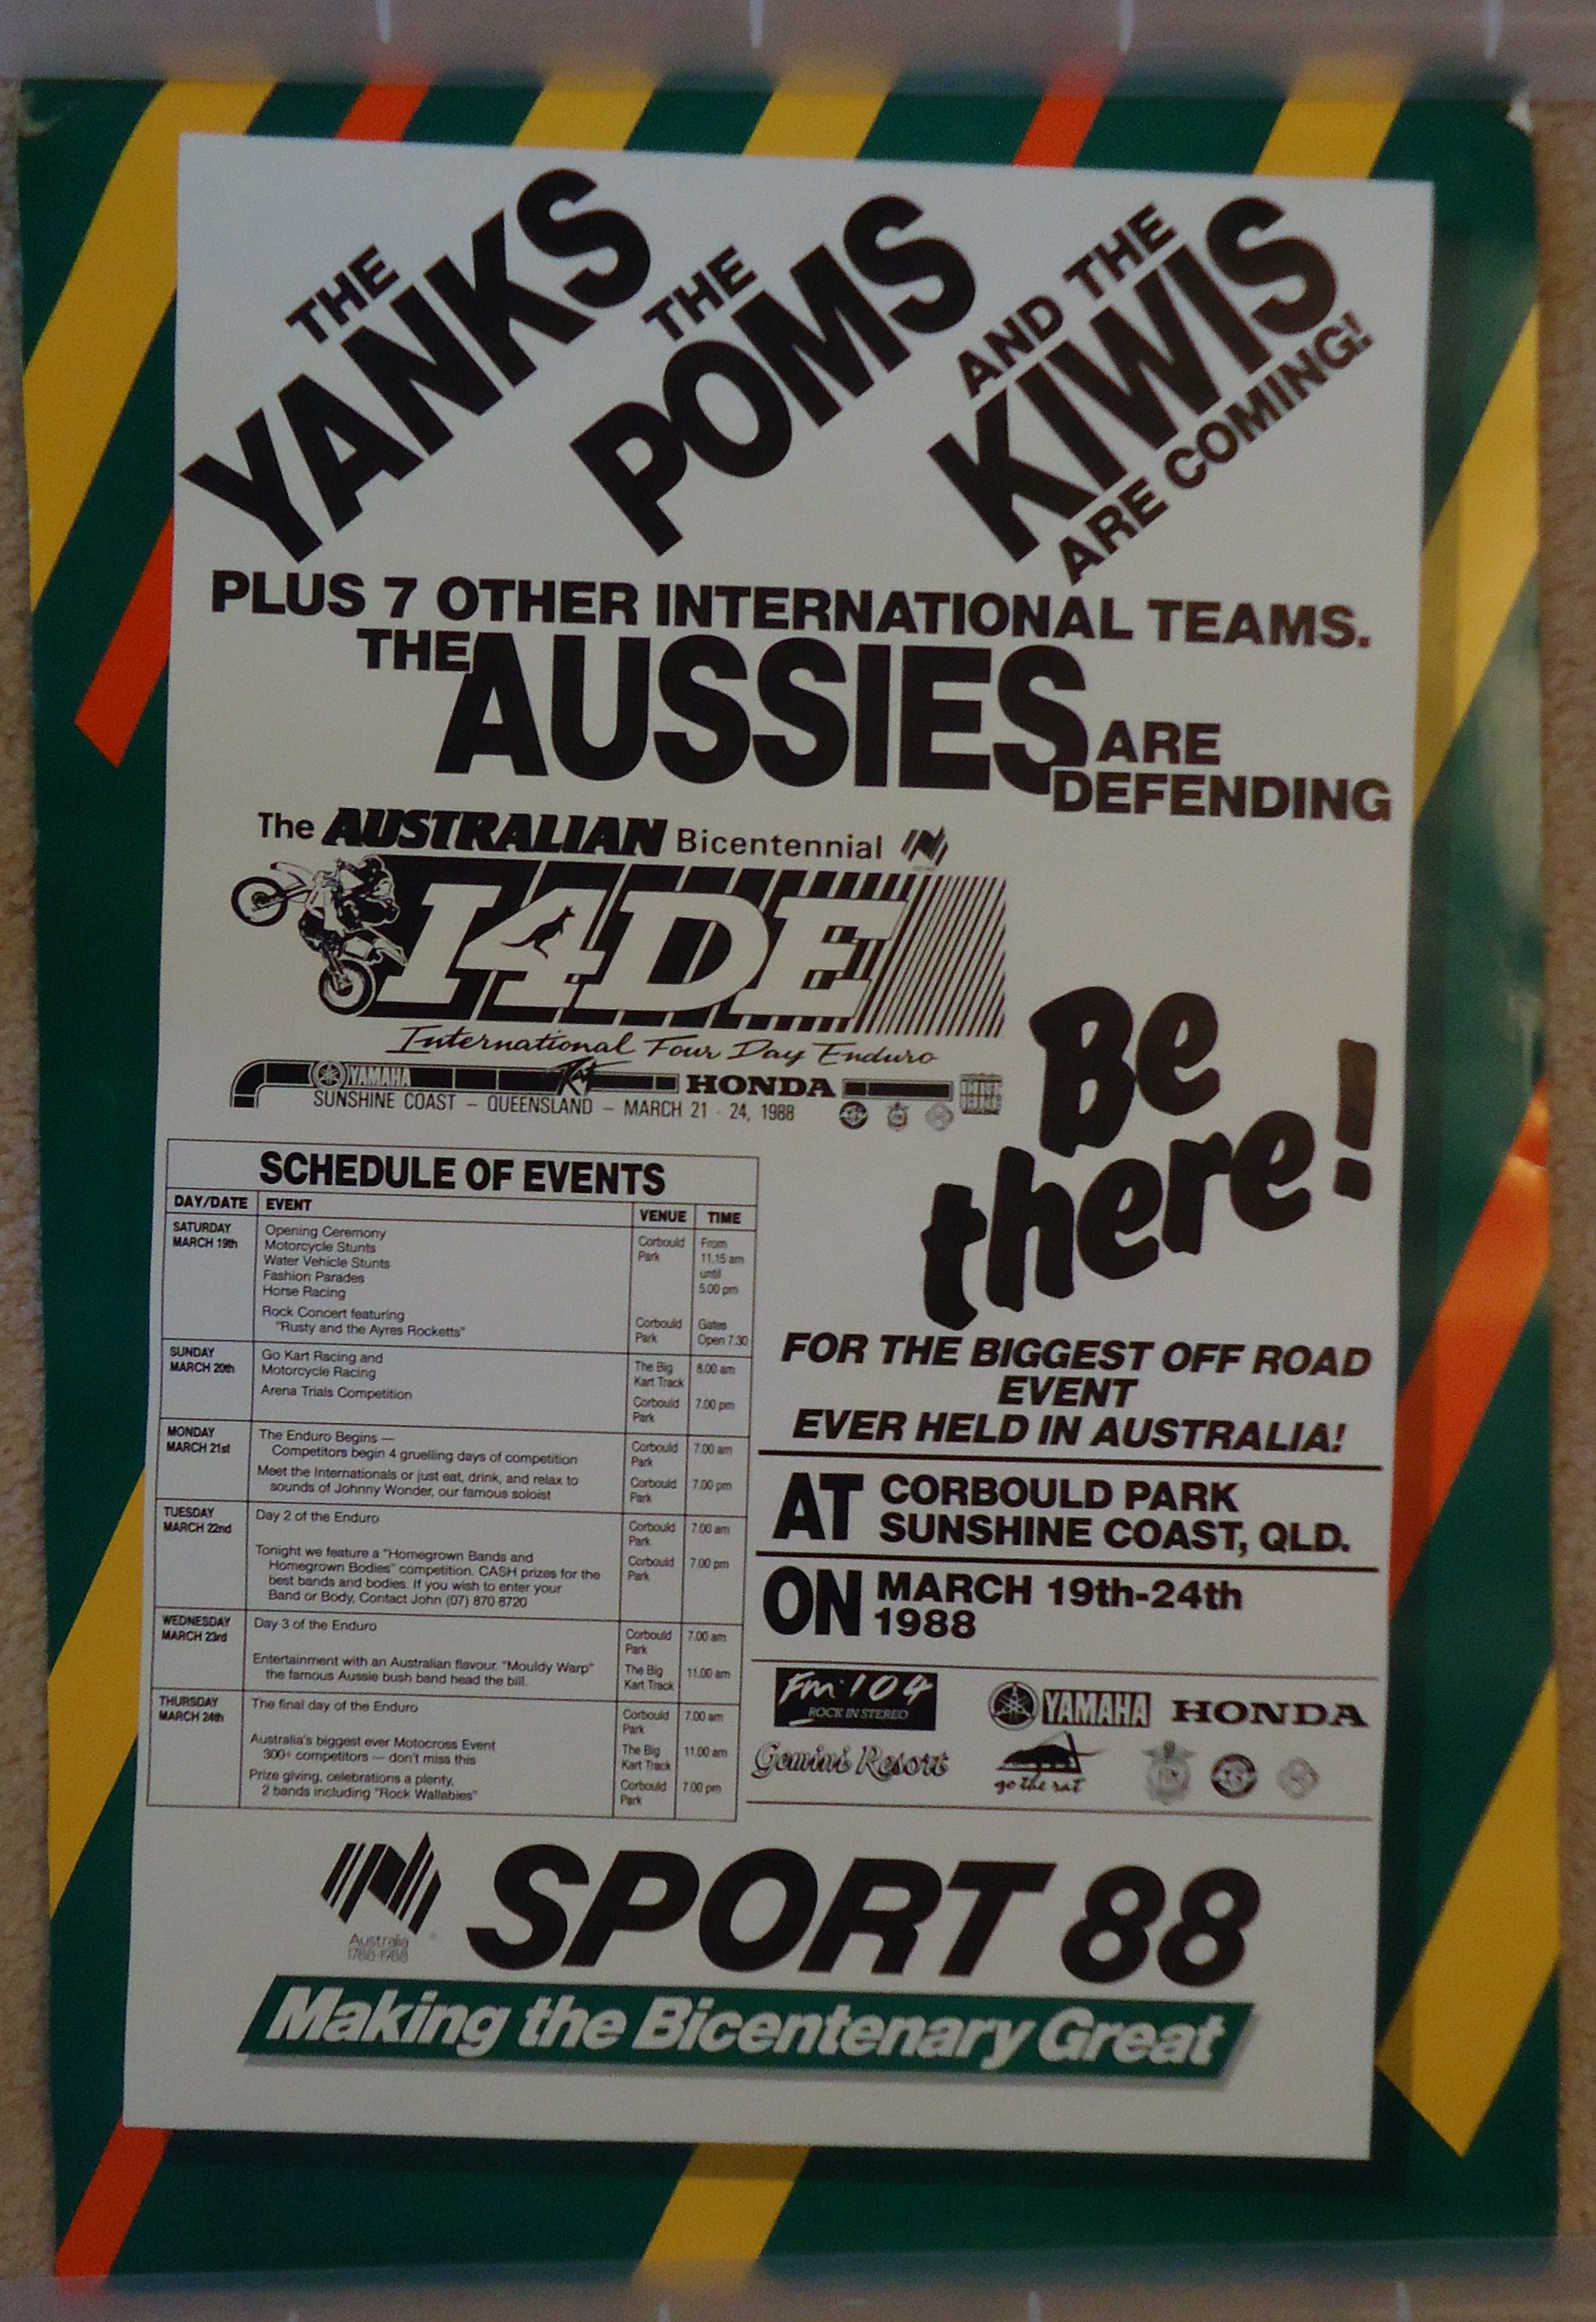 THE
YANKS
THE
POMS
AND THE
KIWIS
ARE COMING!
PLUS 7 OTHER INTERNATIONAL TEAMS.
THE AUSSIES ARE
DEFENDING
The AUSTRALIAN Bicentennial
I4DE
International Four Day Enduro
YAMAHA HONDA
SUNSHINE COAST – QUEENSLAND – MARCH 21 - 24, 1988
Be
there!
FOR THE BIGGEST OFF ROAD
EVENT
EVER HELD IN AUSTRALIA!
AT CORBOULD PARK
SUNSHINE COAST, QLD.
ON MARCH 19th-24th
1988
SCHEDULE OF EVENTS
DAY/DATE EVENT VENUE TIME
SATURDAY Opening Ceremony Corbould From
MARCH 19th Motorcycle Stunts Park 11.15 am
Water Vehicle Stunts until
Fashion Parades 5.00 pm
Horse Racing
Rock Concert featuring Corbould Gates
"Rusty and the Ayres Rocketts" Park Open 7.30
SUNDAY Go Kart Racing and The Big 8.00 am
MARCH 20th Motorcycle Racing Kart Track
Arena Trials Competition Corbould 7.00 pm
Park
MONDAY The Enduro Begins — Corbould 7.00 am
MARCH 21st Competitors begin 4 gruelling days of competition Park
Meet the Internationals or just eat, drink, and relax to Corbould 7.00 pm
sounds of Johnny Wonder, our famous soloist Park
TUESDAY Day 2 of the Enduro Corbould 7.00 am
MARCH 22nd Park
Tonight we feature a "Homegrown Bands and Corbould 7.00 pm
Homegrown Bodies" competition. CASH prizes for the Park
best bands and bodies. If you wish to enter your
Band or Body, Contact John (07) 870 8720
WEDNESDAY Day 3 of the Enduro Corbould 7.00 am
MARCH 23rd Park
Entertainment with an Australian flavour. "Mouldy Warp" The Big 11.00 am
the famous Aussie bush band head the bill. Kart Track
THURSDAY The final day of the Enduro Corbould 7.00 am
MARCH 24th Park
Australia's biggest ever Motocross Event The Big 11.00 am
300+ competitors — don't miss this Kart Track
Prize giving, celebrations a plenty, Corbould 7.00 pm
2 bands including "Rock Wallabies" Park
Fm·104
ROCK IN STEREO
YAMAHA HONDA
Gemini Resort go the rat
SPORT 88
Australia
1788-1988
Making the Bicentenary Great